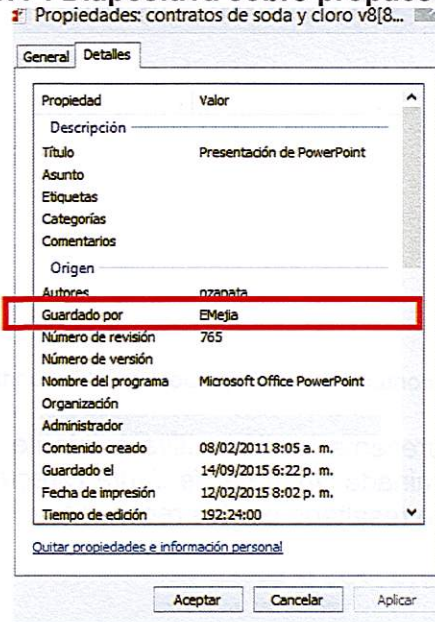 Propiedades: contratos de soda y cloro v8[8...
General Detalles
Propiedad Valor
Descripción
Título Presentación de PowerPoint
Asunto
Etiquetas
Categorías
Comentarios
Origen
Autores nzapata
Guardado por EMejia
Número de revisión 765
Número de versión
Nombre del programa Microsoft Office PowerPoint
Organización
Administrador
Contenido creado 08/02/2011 8:05 a. m.
Guardado el 14/09/2015 6:22 p. m.
Fecha de impresión 12/02/2015 8:02 p. m.
Tiempo de edición 192:24:00
Quitar propiedades e información personal
Aceptar Cancelar Aplicar